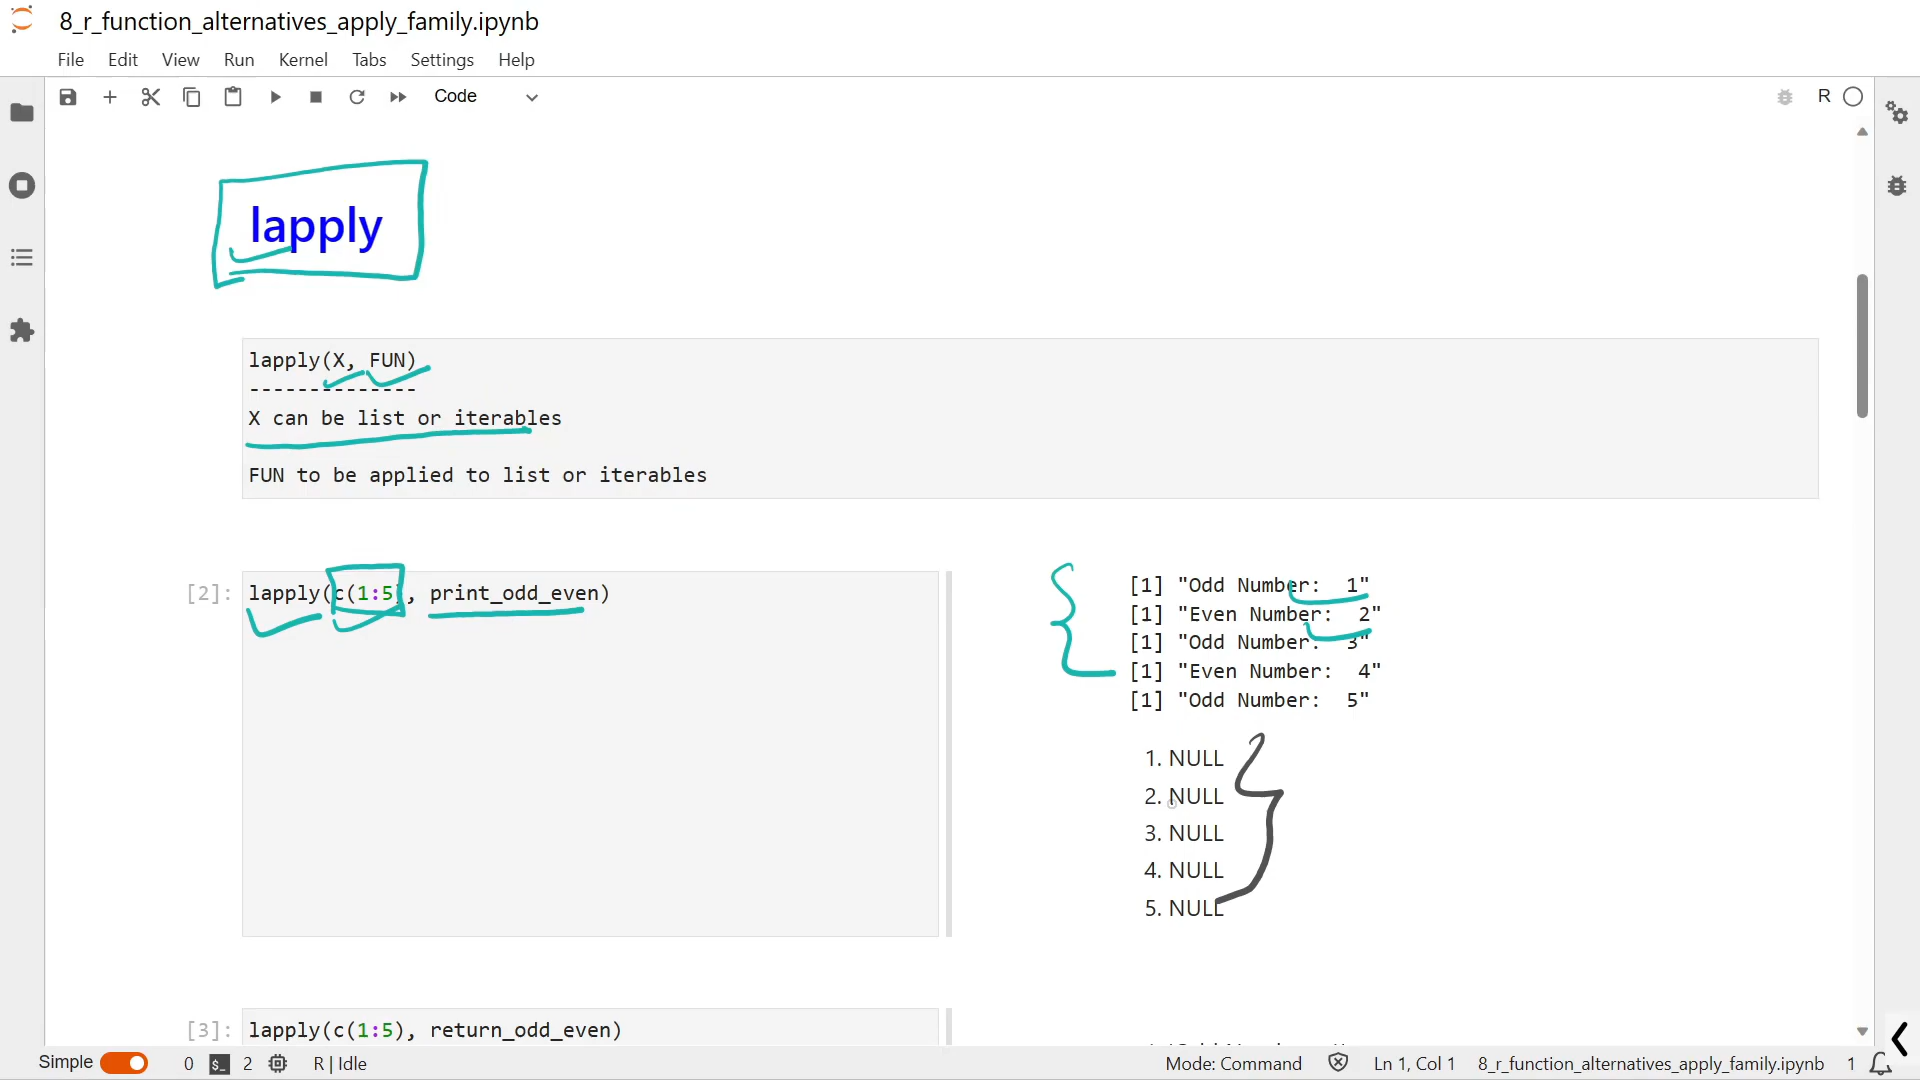 8_r_function_alternatives_apply_family.ipynb
File Edit View Run Kernel Tabs Settings Help
Code
R
lapply
lapply(X, FUN)
--------------
X can be list or iterables
FUN to be applied to list or iterables
[2]: lapply(c(1:5), print_odd_even)
[1] "Odd Number:  1"
[1] "Even Number:  2"
[1] "Odd Number:  3"
[1] "Even Number:  4"
[1] "Odd Number:  5"
1. NULL
2. NULL
3. NULL
4. NULL
5. NULL
[3]: lapply(c(1:5), return_odd_even)
Simple 0 $_ 2 R | Idle Mode: Command Ln 1, Col 1 8_r_function_alternatives_apply_family.ipynb 1